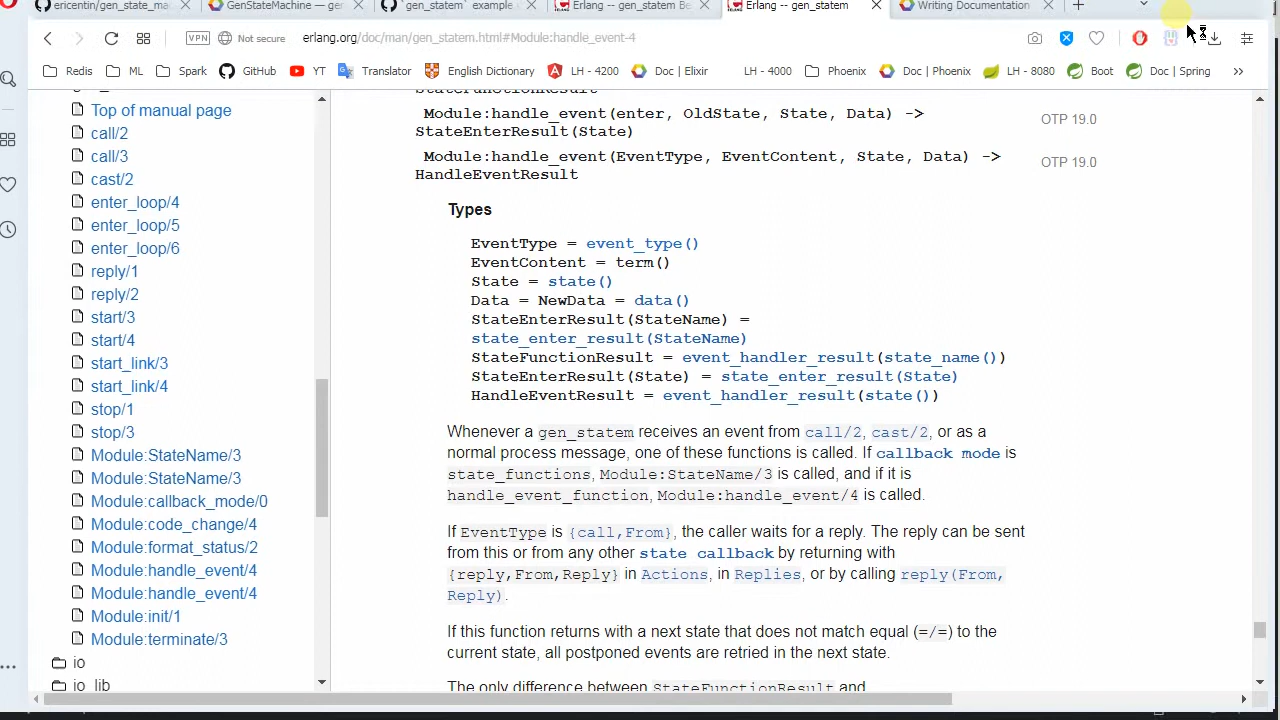 ericentin/gen_state_ma
GenStateMachine — gen
`gen_statem` example
Erlang -- gen_statem Be
Erlang -- gen_statem
Writing Documentation
VPN
Not secure
erlang.org/doc/man/gen_statem.html#Module:handle_event-4
Redis
ML
Spark
GitHub
YT
Translator
English Dictionary
LH - 4200
Doc | Elixir
LH - 4000
Phoenix
Doc | Phoenix
LH - 8080
Boot
Doc | Spring
Top of manual page
call/2
call/3
cast/2
enter_loop/4
enter_loop/5
enter_loop/6
reply/1
reply/2
start/3
start/4
start_link/3
start_link/4
stop/1
stop/3
Module:StateName/3
Module:StateName/3
Module:callback_mode/0
Module:code_change/4
Module:format_status/2
Module:handle_event/4
Module:handle_event/4
Module:init/1
Module:terminate/3
io
io_lib
StateFunctionResult
Module:handle_event(enter, OldState, State, Data) ->
StateEnterResult(State)
OTP 19.0
Module:handle_event(EventType, EventContent, State, Data) ->
HandleEventResult
OTP 19.0
Types
EventType = event_type()
EventContent = term()
State = state()
Data = NewData = data()
StateEnterResult(StateName) =
state_enter_result(StateName)
StateFunctionResult = event_handler_result(state_name())
StateEnterResult(State) = state_enter_result(State)
HandleEventResult = event_handler_result(state())
Whenever a gen_statem receives an event from call/2, cast/2, or as a
normal process message, one of these functions is called. If callback mode is
state_functions, Module:StateName/3 is called, and if it is
handle_event_function, Module:handle_event/4 is called.
If EventType is {call,From}, the caller waits for a reply. The reply can be sent
from this or from any other state callback by returning with
{reply,From,Reply} in Actions, in Replies, or by calling reply(From,
Reply).
If this function returns with a next state that does not match equal (=/=) to the
current state, all postponed events are retried in the next state.
The only difference between StateFunctionResult and